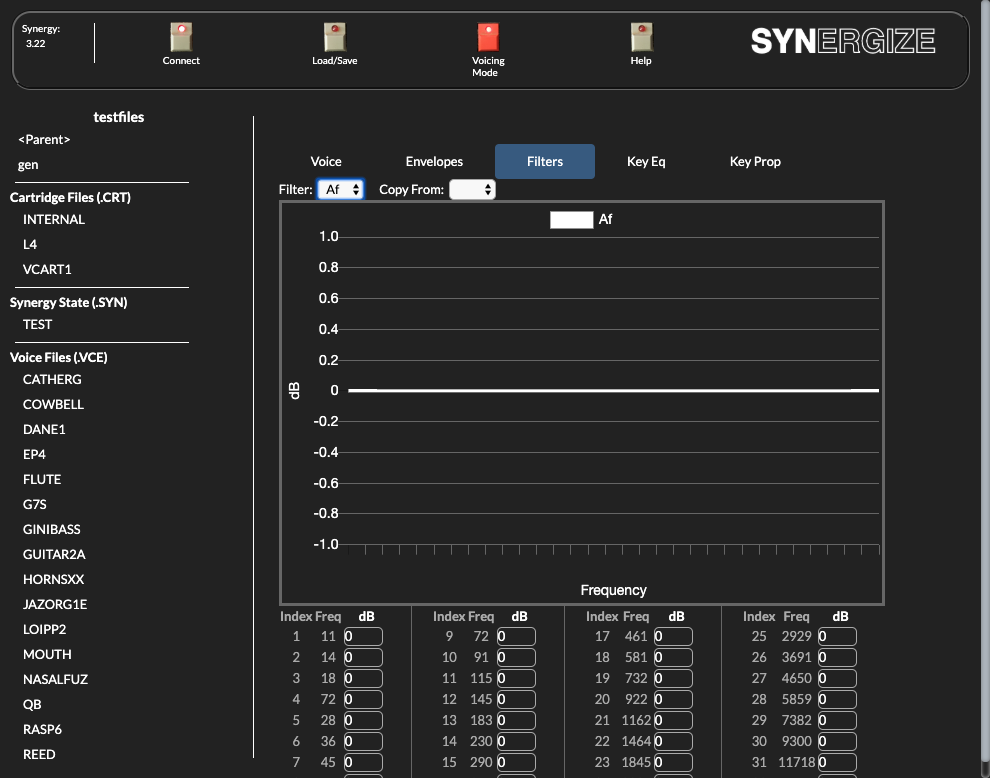 Synergy:
3.22
Connect
Load/Save
Voicing
Mode
Help
SYNERGIZE
testfiles
<Parent>
gen
Cartridge Files (.CRT)
INTERNAL
L4
VCART1
Synergy State (.SYN)
TEST
Voice Files (.VCE)
CATHERG
COWBELL
DANE1
EP4
FLUTE
G7S
GINIBASS
GUITAR2A
HORNSXX
JAZORG1E
LOIPP2
MOUTH
NASALFUZ
QB
RASP6
REED
Voice Envelopes Filters Key Eq Key Prop
Filter: Af Copy From:
Af
1.0
0.8
0.6
0.4
0.2
0
-0.2
-0.4
-0.6
-0.8
-1.0
dB
Frequency
Index Freq dB Index Freq dB Index Freq dB Index Freq dB
1 11 0 9 72 0 17 461 0 25 2929 0
2 14 0 10 91 0 18 581 0 26 3691 0
3 18 0 11 115 0 19 732 0 27 4650 0
4 72 0 12 145 0 20 922 0 28 5859 0
5 28 0 13 183 0 21 1162 0 29 7382 0
6 36 0 14 230 0 22 1464 0 30 9300 0
7 45 0 15 290 0 23 1845 0 31 11718 0